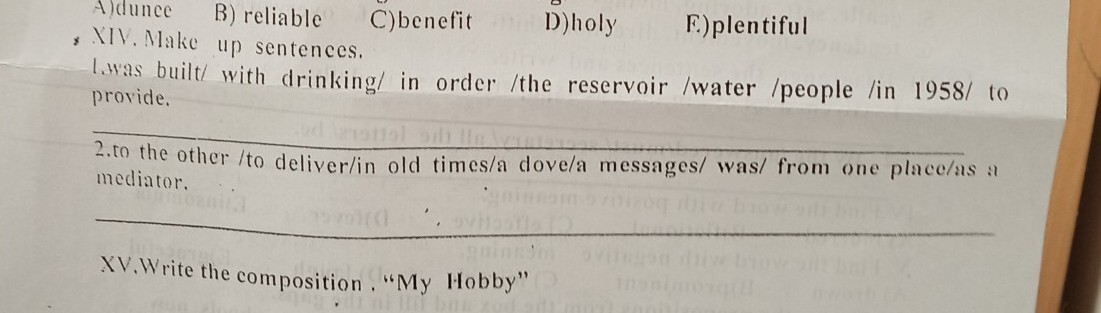 A)dunce B) reliable C)benefit D)holy E.)plentiful
XIV. Make up sentences.
1.was built/ with drinking/ in order /the reservoir /water /people /in 1958/ to
provide.
2.to the other /to deliver/in old times/a dove/a messages/ was/ from one place/as a
mediator.
XV.Write the composition . “My Hobby”